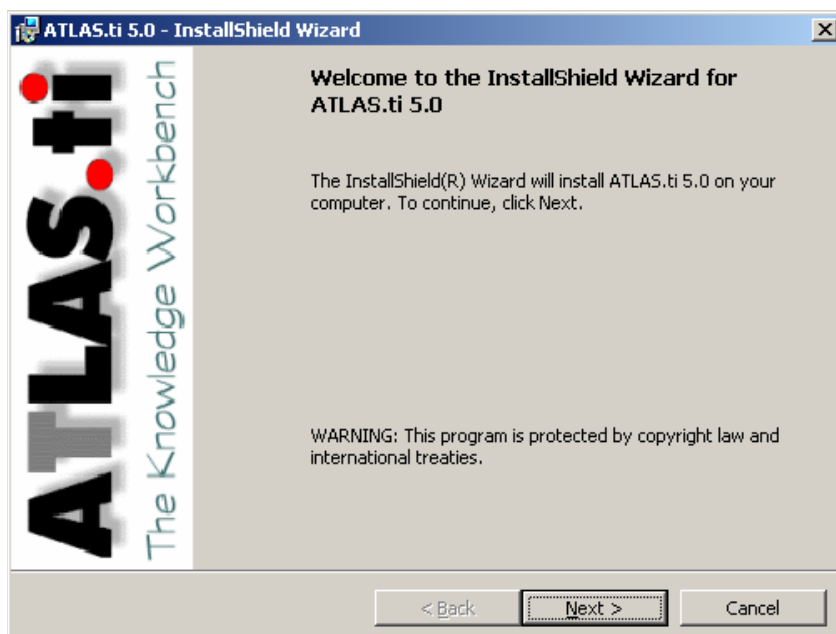 ATLAS.ti 5.0 - InstallShield Wizard
ATLAS.ti
The Knowledge Workbench
Welcome to the InstallShield Wizard for
ATLAS.ti 5.0
The InstallShield(R) Wizard will install ATLAS.ti 5.0 on your
computer. To continue, click Next.
WARNING: This program is protected by copyright law and
international treaties.
< Back
Next >
Cancel